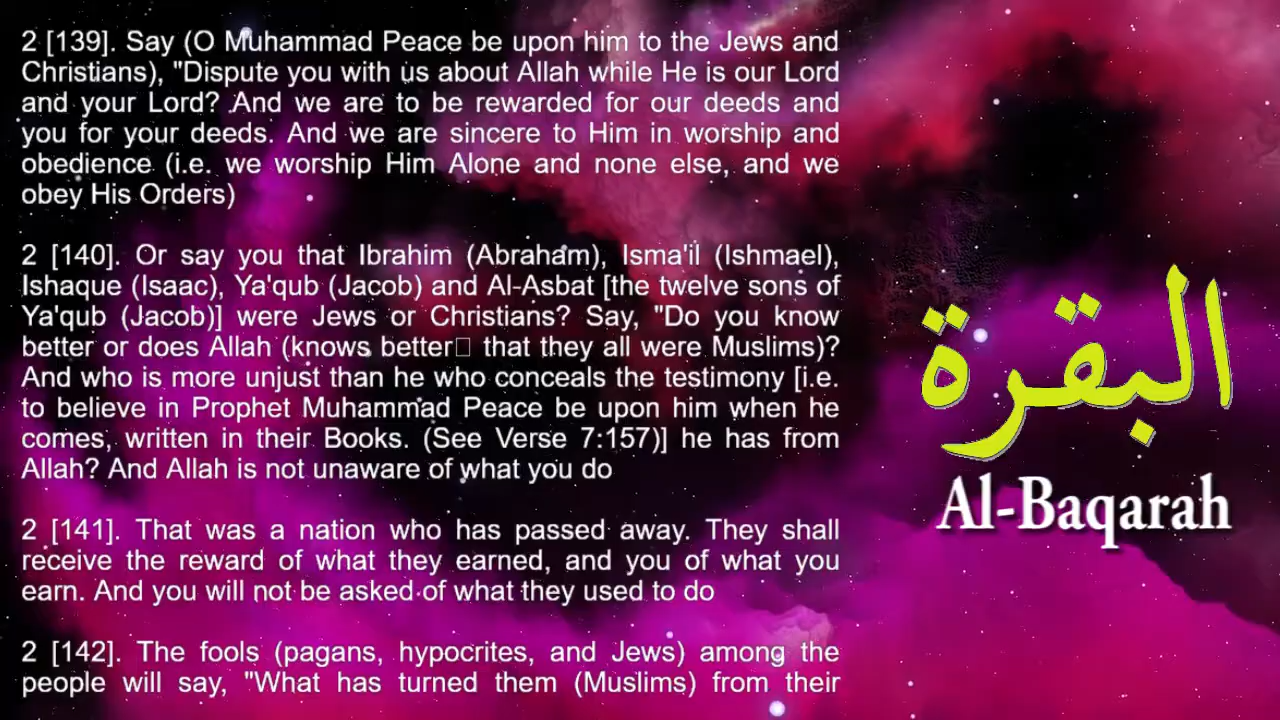 2 [139]. Say (O Muhammad Peace be upon him to the Jews and
Christians), "Dispute you with us about Allah while He is our Lord
and your Lord? And we are to be rewarded for our deeds and
you for your deeds. And we are sincere to Him in worship and
obedience (i.e. we worship Him Alone and none else, and we
obey His Orders)
2 [140]. Or say you that Ibrahim (Abraham), Isma'il (Ishmael),
Ishaque (Isaac), Ya'qub (Jacob) and Al-Asbat [the twelve sons of
Ya'qub (Jacob)] were Jews or Christians? Say, "Do you know
better or does Allah (knows better□ that they all were Muslims)?
And who is more unjust than he who conceals the testimony [i.e.
to believe in Prophet Muhammad Peace be upon him when he
comes, written in their Books. (See Verse 7:157)] he has from
Allah? And Allah is not unaware of what you do
2 [141]. That was a nation who has passed away. They shall
receive the reward of what they earned, and you of what you
earn. And you will not be asked of what they used to do
2 [142]. The fools (pagans, hypocrites, and Jews) among the
people will say, "What has turned them (Muslims) from their
البقرة
Al-Baqarah